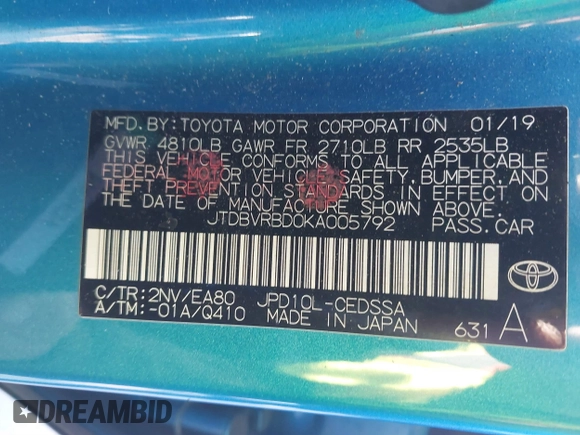 MFD. BY: TOYOTA MOTOR CORPORATION 01/19
GVWR 4810LB GAWR FR 2710LB RR 2535LB
THIS VEHICLE CONFORMS TO ALL APPLICABLE
FEDERAL MOTOR VEHICLE SAFETY, BUMPER, AND
THEFT PREVENTION STANDARDS IN EFFECT ON
THE DATE OF MANUFACTURE SHOWN ABOVE.
JTDBVRBD0KA005792 PASS. CAR
C/TR: 2NV/EA80 JPD10L-CEDSSA
A/TM: -01A/Q410 MADE IN JAPAN 631 A
DREAMBID